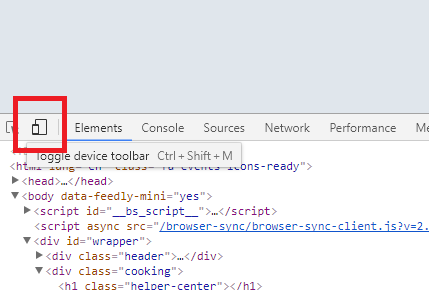 Elements Console Sources Network Performance Me
Toggle device toolbar Ctrl + Shift + M
<html lang="en" class="fa-events-icons-ready">
<head>…</head>
<body data-feedly-mini="yes">
<script id="__bs_script__">…</script>
<script async src="/browser-sync/browser-sync-client.js?v=2.
<div id="wrapper">
<div class="header">…</div>
<div class="cooking">
<h1 class="helper-center"></h1>